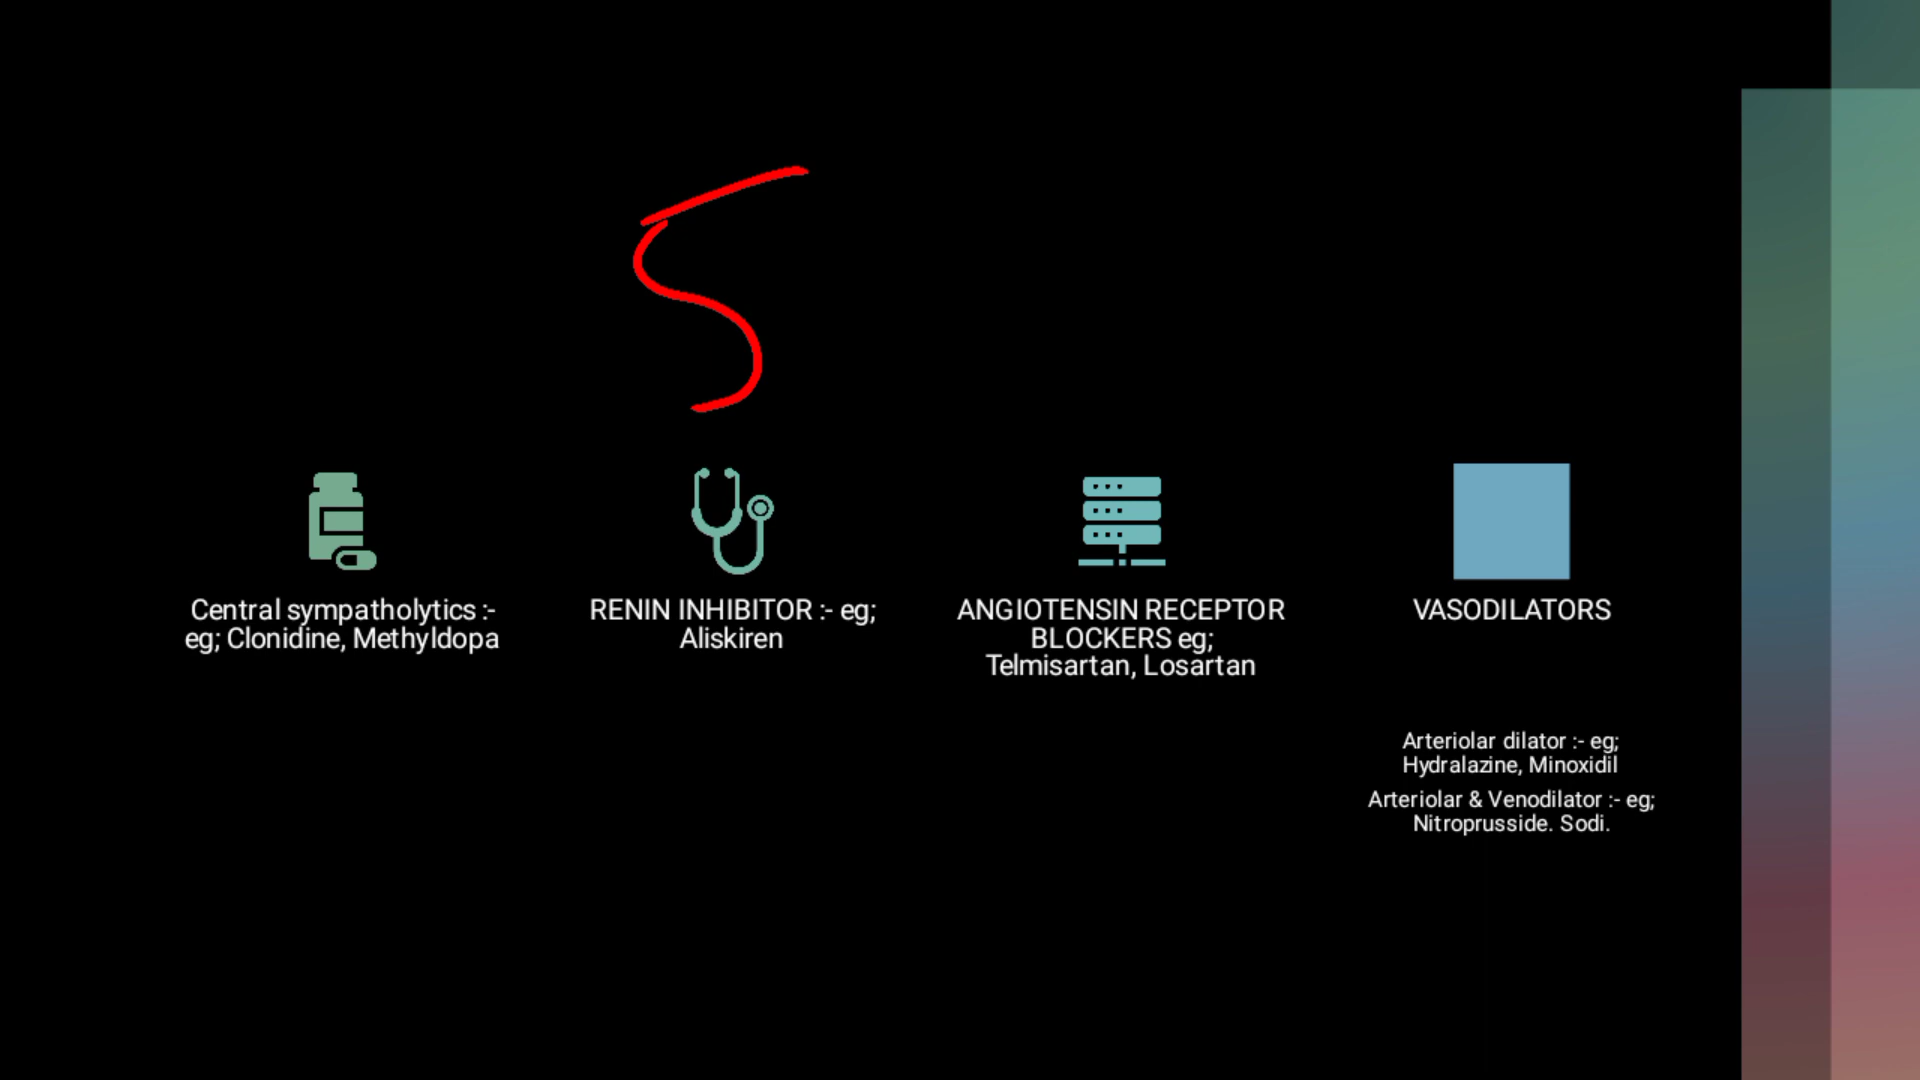 5
Central sympatholytics :-
eg; Clonidine, Methyldopa
RENIN INHIBITOR :- eg;
Aliskiren
ANGIOTENSIN RECEPTOR
BLOCKERS eg;
Telmisartan, Losartan
VASODILATORS
Arteriolar dilator :- eg;
Hydralazine, Minoxidil
Arteriolar & Venodilator :- eg;
Nitroprusside. Sodi.